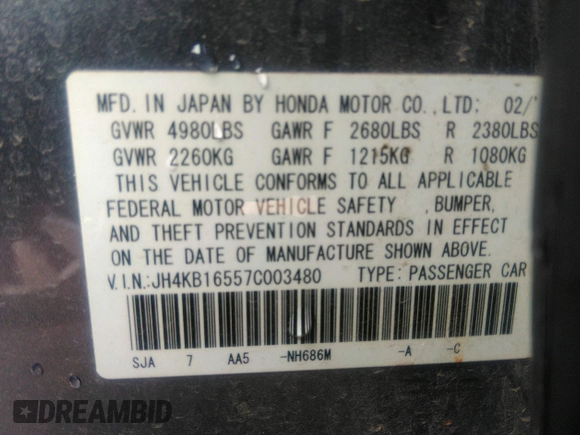 MFD. IN JAPAN BY HONDA MOTOR CO., LTD: 02/
GVWR 4980LBS GAWR F 2680LBS R 2380LBS
GVWR 2260KG GAWR F 1215KG R 1080KG
THIS VEHICLE CONFORMS TO ALL APPLICABLE
FEDERAL MOTOR VEHICLE SAFETY , BUMPER,
AND THEFT PREVENTION STANDARDS IN EFFECT
ON THE DATE OF MANUFACTURE SHOWN ABOVE.
V.I.N.:JH4KB16557C003480 TYPE: PASSENGER CAR
SJA 7 AA5 -NH686M -A -C
DREAMBID